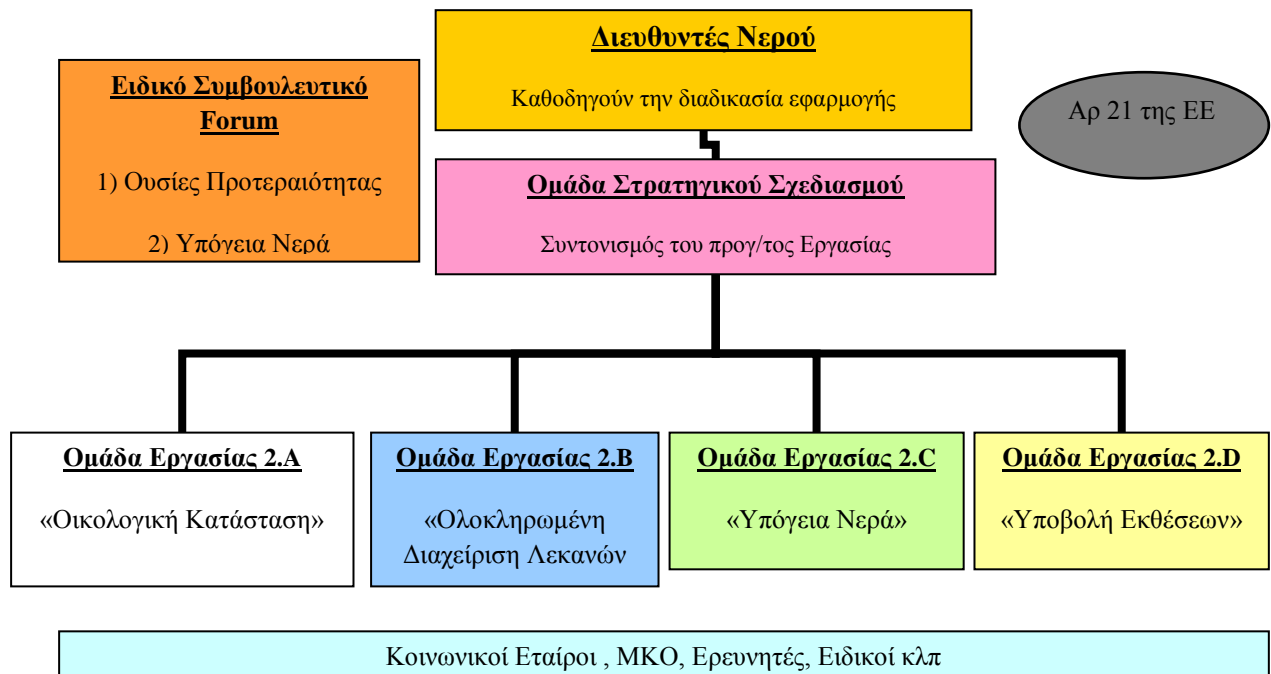 Διευθυντές Νερού
Καθοδηγούν την διαδικασία εφαρμογής
Ειδικό Συμβουλευτικό
Forum
1) Ουσίες Προτεραιότητας
2) Υπόγεια Νερά
Αρ 21 της ΕΕ
Ομάδα Στρατηγικού Σχεδιασμού
Συντονισμός του προγ/τος Εργασίας
Ομάδα Εργασίας 2.A
«Οικολογική Κατάσταση»
Ομάδα Εργασίας 2.B
«Ολοκληρωμένη
Διαχείριση Λεκανών
Ομάδα Εργασίας 2.C
«Υπόγεια Νερά»
Ομάδα Εργασίας 2.D
«Υποβολή Εκθέσεων»
Κοινωνικοί Εταίροι , ΜΚΟ, Ερευνητές, Ειδικοί κλπ